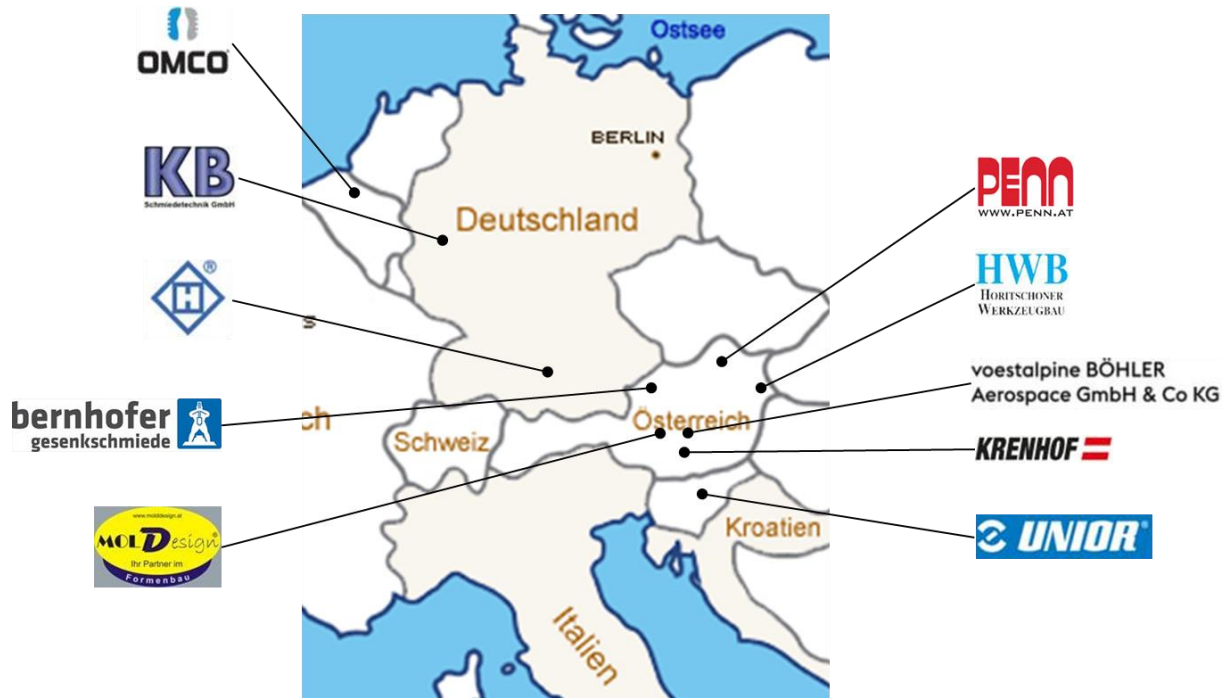 OMCO
KB
Schmiedetechnik GmbH
H
®
bernhofer
gesenkschmiede
www.molddesign.at
MOLDesign®
Ihr Partner im
Formenbau
Ostsee
BERLIN
Deutschland
s
ch
Schweiz
Österreich
Kroatien
Italien
PENN
WWW.PENN.AT
HWB
HORITSCHONER
WERKZEUGBAU
voestalpine BÖHLER
Aerospace GmbH & Co KG
KRENHOF
UNIOR®